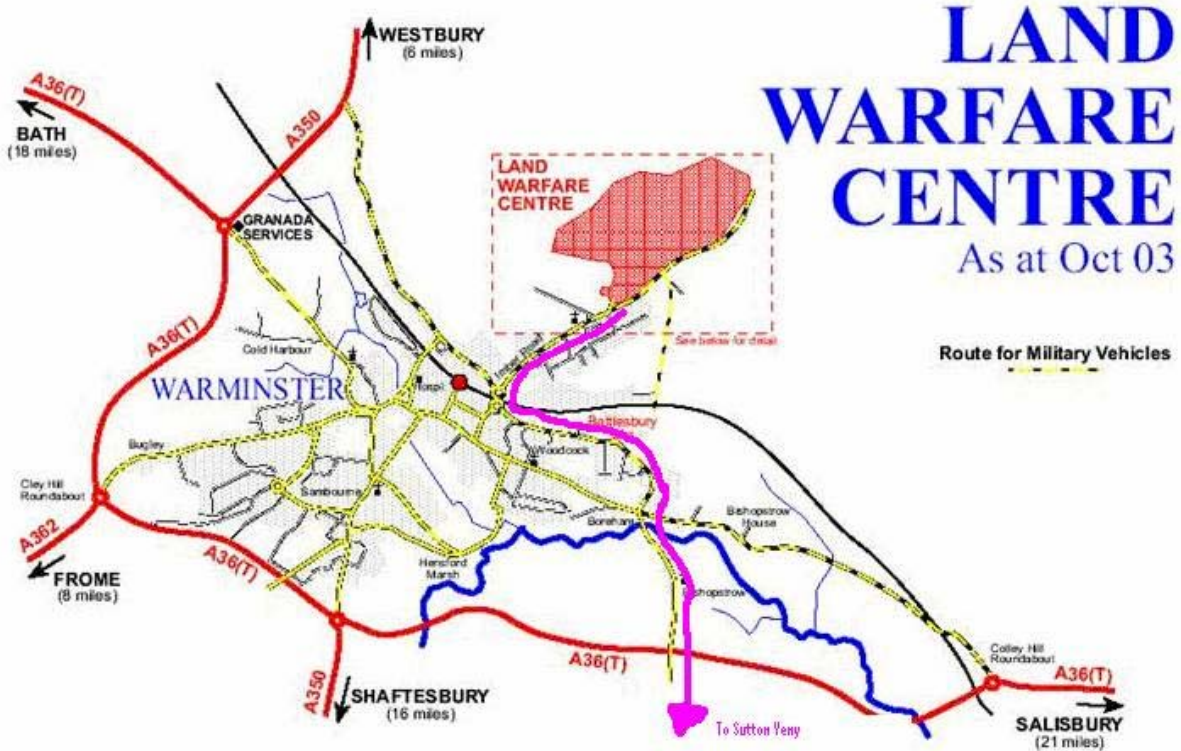 LAND
WARFARE
CENTRE
As at Oct 03
Route for Military Vehicles
WESTBURY
(6 miles)
A36(T)
BATH
(18 miles)
A350
GRANADA
SERVICES
LAND
WARFARE
CENTRE
See below for detail
A36(T)
Cold Harbour
WARMINSTER
Battlesbury
Woodcock
Bugley
Cley Hill
Roundabout
Sambourne
Boreham
Bishopstrow
House
A362
FROME
(8 miles)
A36(T)
Hensford
Marsh
Bishopstrow
A36(T)
Cotley Hill
Roundabout
A36(T)
A350
SHAFTESBURY
(16 miles)
To Sutton Veny
SALISBURY
(21 miles)